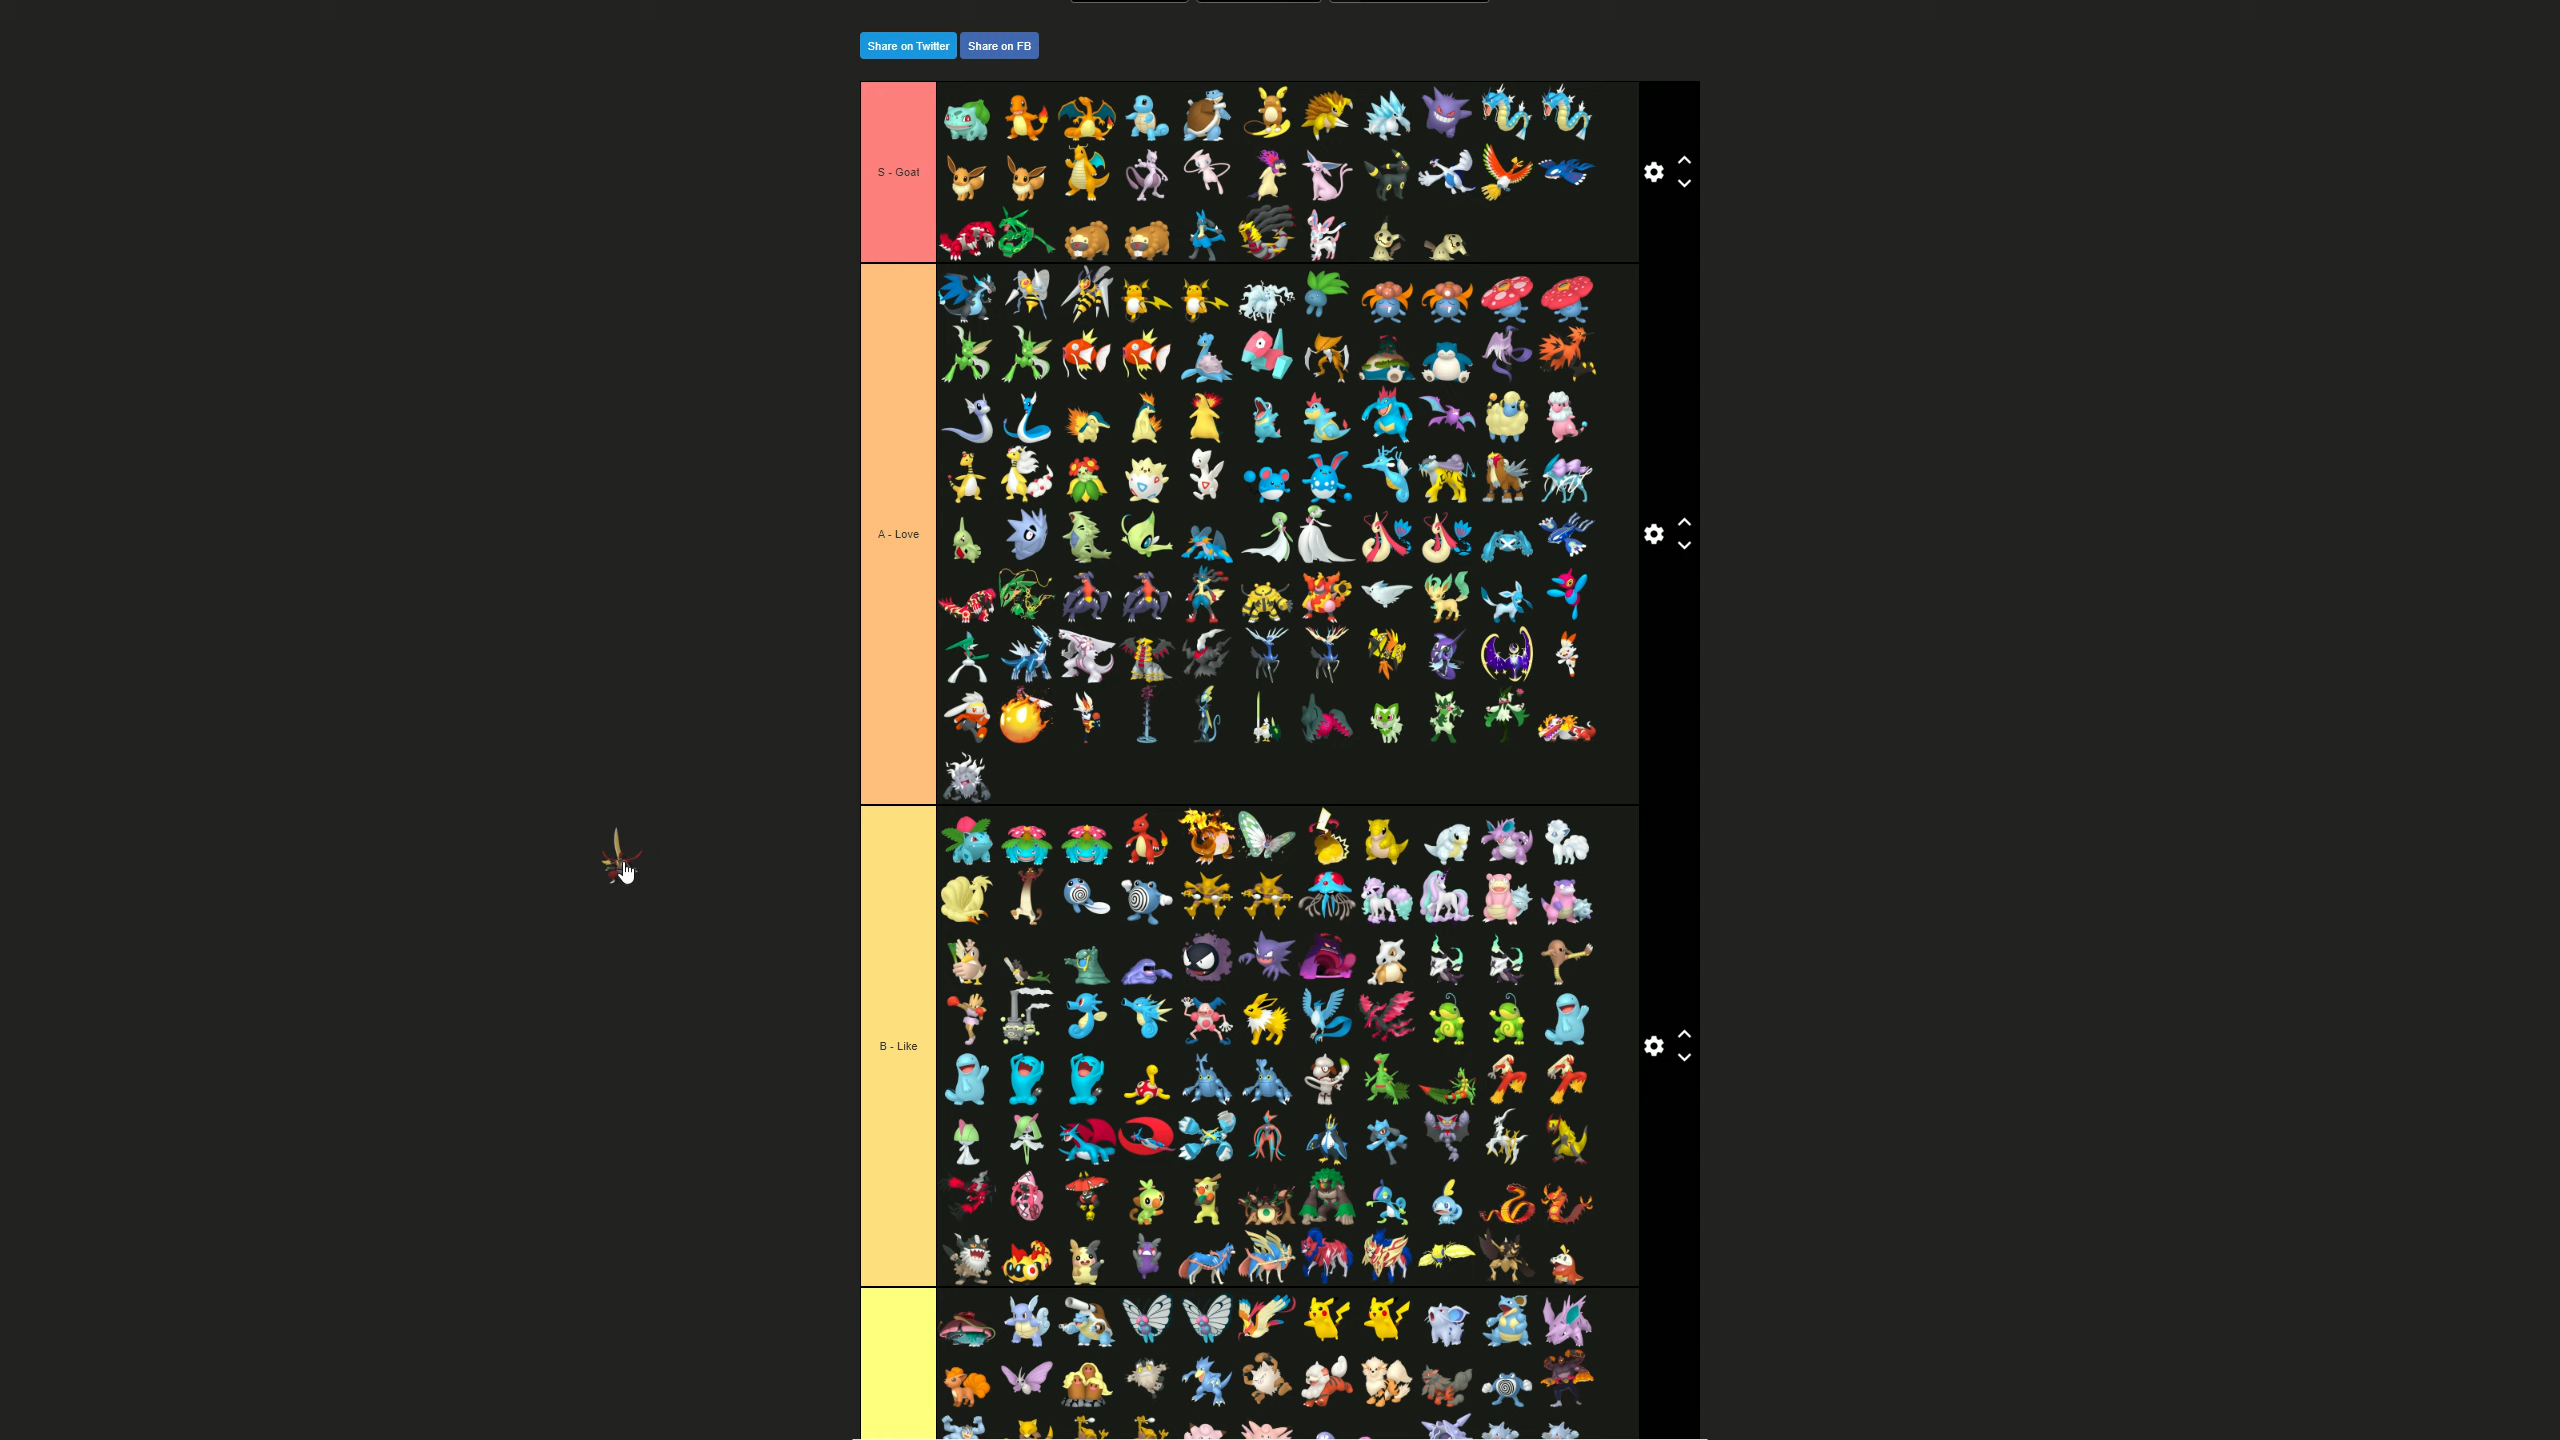 Share on Twitter
Share on FB
S - Goat
A - Love
B - Like